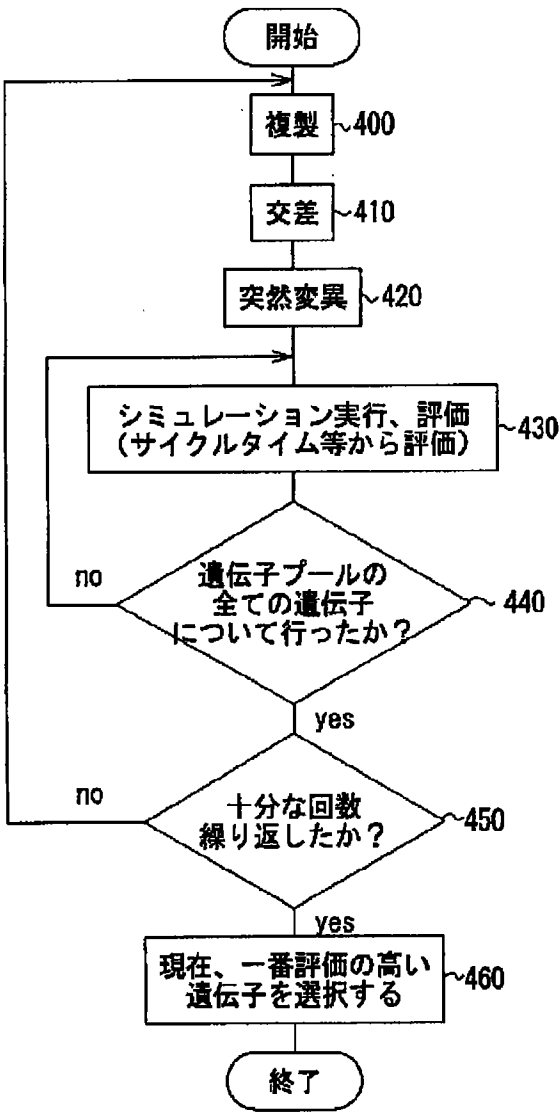 開始
複製
400
交差
410
突然変異
420
シミュレーション実行、評価
(サイクルタイム等から評価)
430
遺伝子プールの
全ての遺伝子
について行ったか?
440
no
yes
十分な回数
繰り返したか?
450
no
yes
現在、一番評価の高い
遺伝子を選択する
460
終了